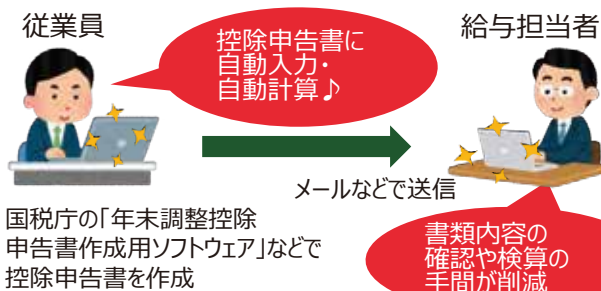 従業員
控除申告書に
自動入力・
自動計算♪
給与担当者
メールなどで送信
国税庁の「年末調整控除
申告書作成用ソフトウェア」などで
控除申告書を作成
書類内容の
確認や検算の
手間が削減